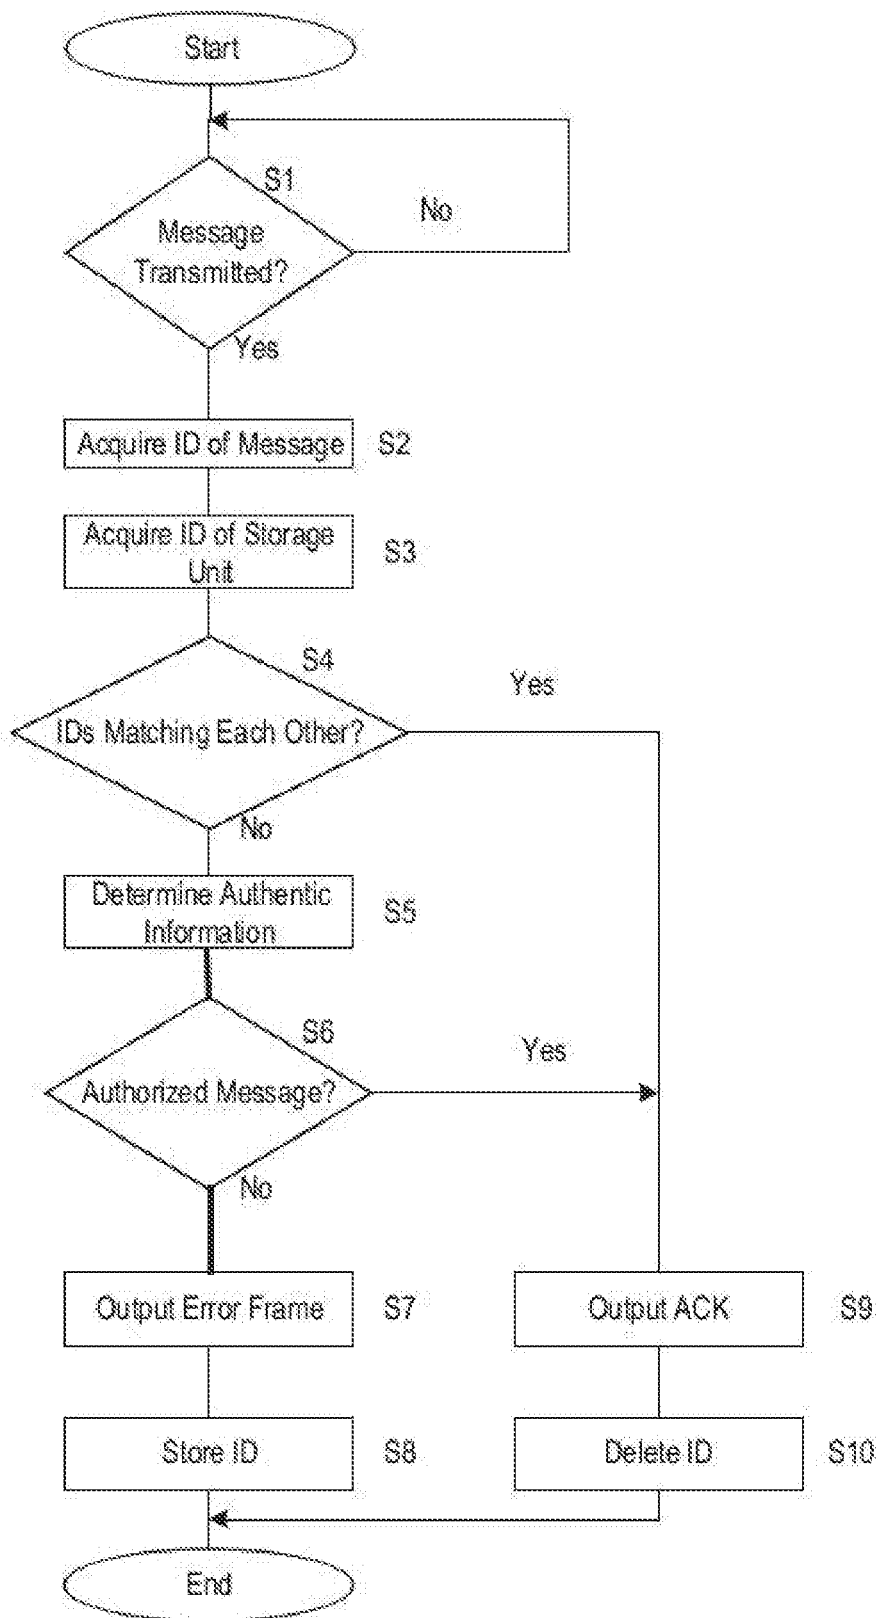 Start
S1
No
Message
Transmitted?
Yes
Acquire ID of Message
S2
Acquire ID of Storage
Unit
S3
S4
Yes
IDs Matching Each Other?
No
Determine Authentic
Information
S5
S6
Yes
Authorized Message?
No
Output Error Frame
S7
Output ACK
S9
Store ID
S8
Delete ID
S10
End